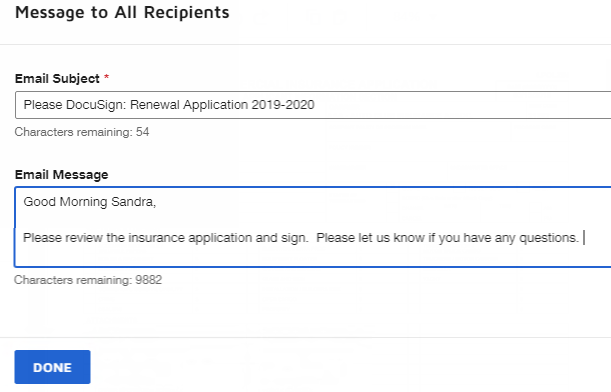 Message to All Recipients
Email Subject *
Please DocuSign: Renewal Application 2019-2020
Characters remaining: 54
Email Message
Good Morning Sandra,
Please review the insurance application and sign.  Please let us know if you have any questions.
Characters remaining: 9882
DONE